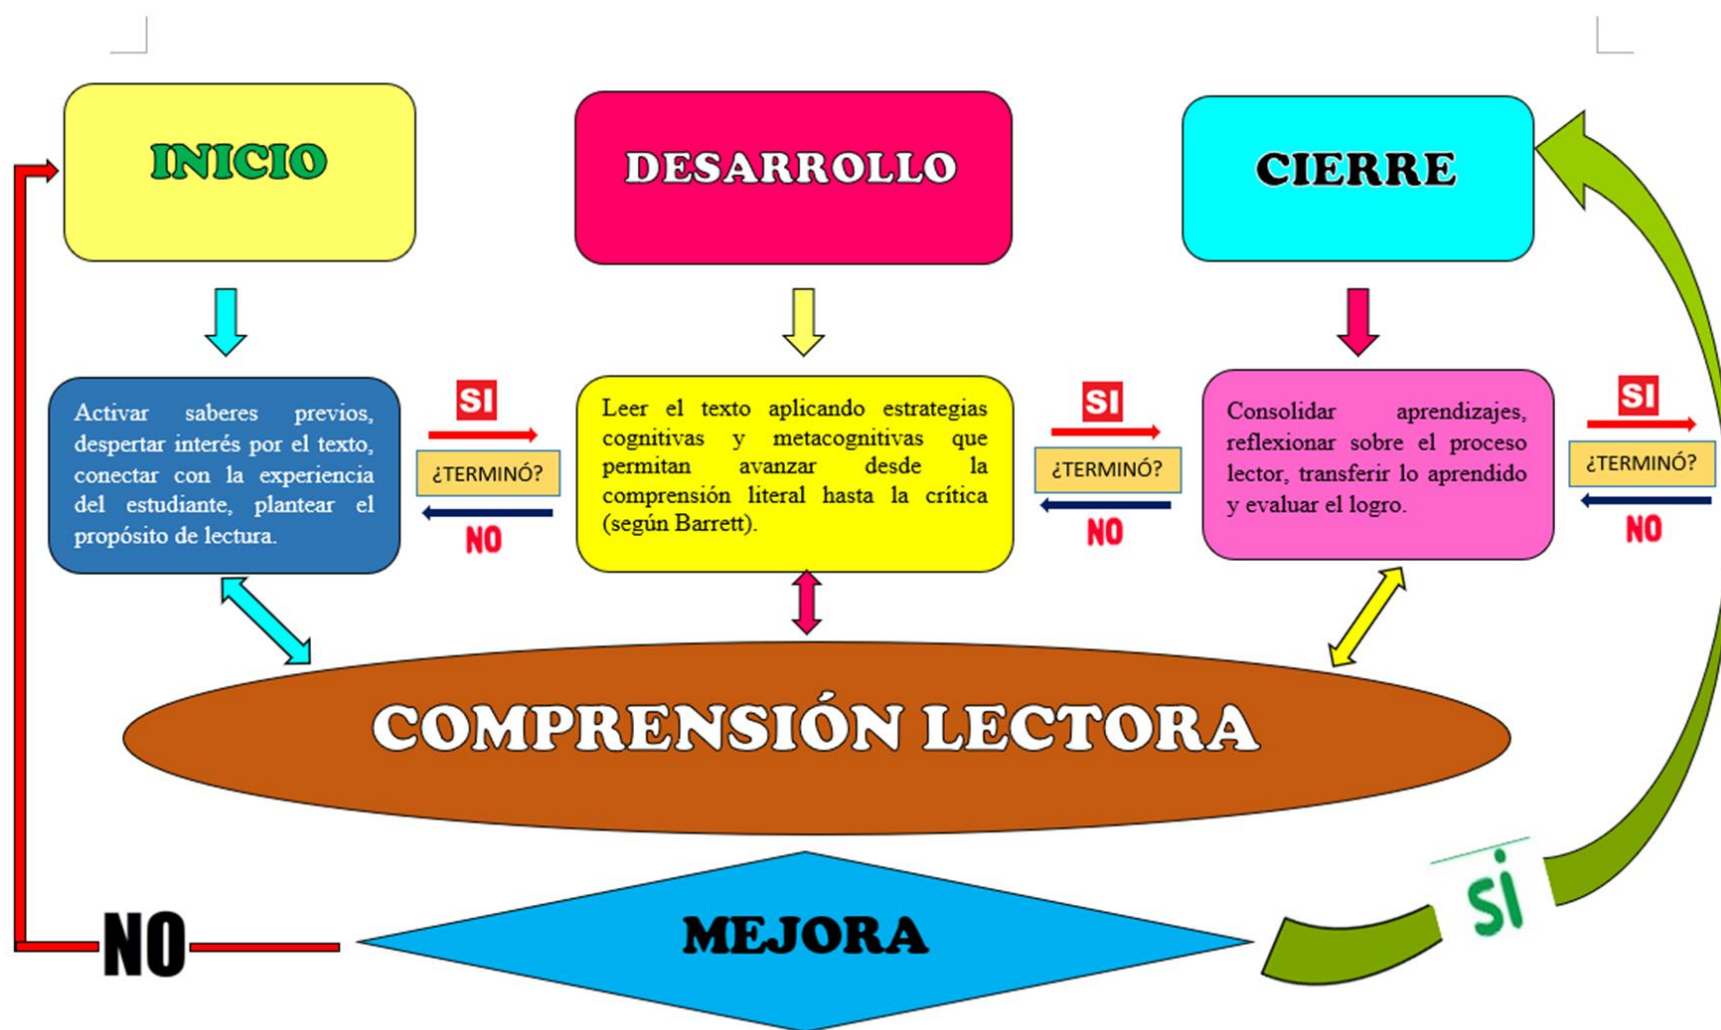 INICIO
DESARROLLO
CIERRE
Activar saberes previos,
despertar interés por el texto,
conectar con la experiencia
del estudiante, plantear el
propósito de lectura.
SI
¿TERMINÓ?
NO
Leer el texto aplicando estrategias
cognitivas y metacognitivas que
permitan avanzar desde la
comprensión literal hasta la crítica
(según Barrett).
SI
¿TERMINÓ?
NO
Consolidar aprendizajes,
reflexionar sobre el proceso
lector, transferir lo aprendido
y evaluar el logro.
SI
¿TERMINÓ?
NO
COMPRENSIÓN LECTORA
NO
MEJORA
SI